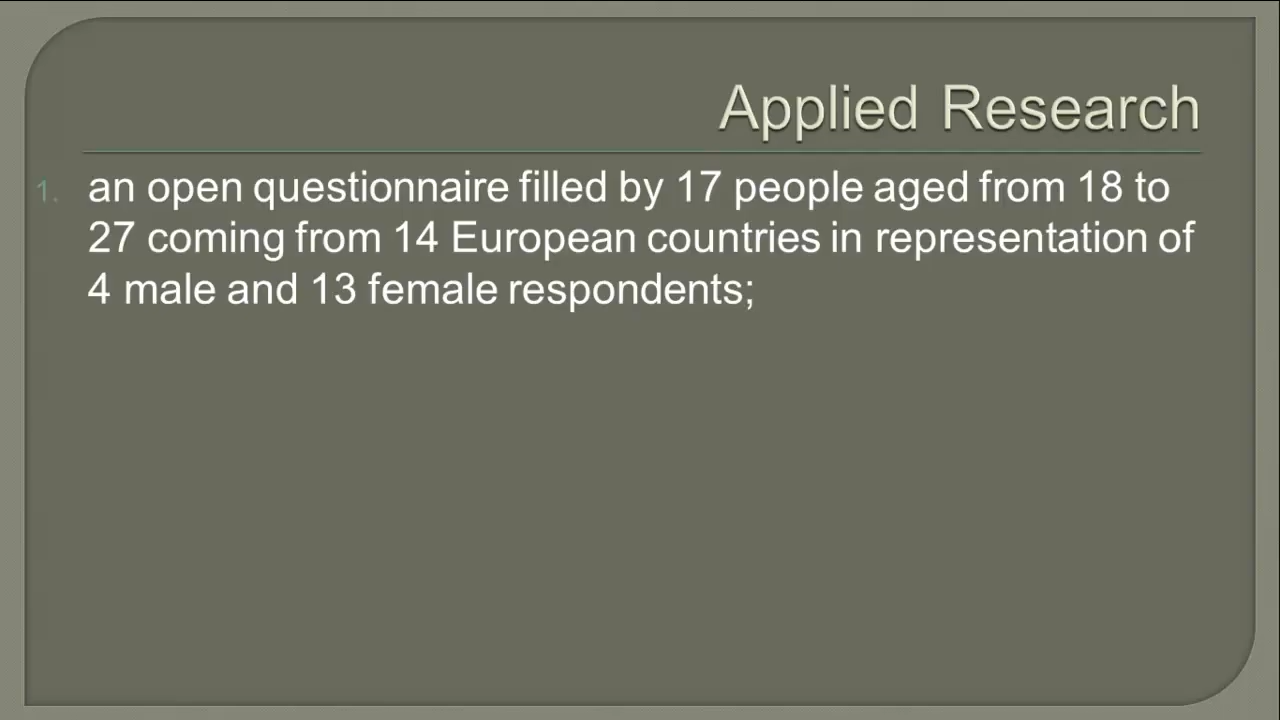 Applied Research
1. an open questionnaire filled by 17 people aged from 18 to
27 coming from 14 European countries in representation of
4 male and 13 female respondents;